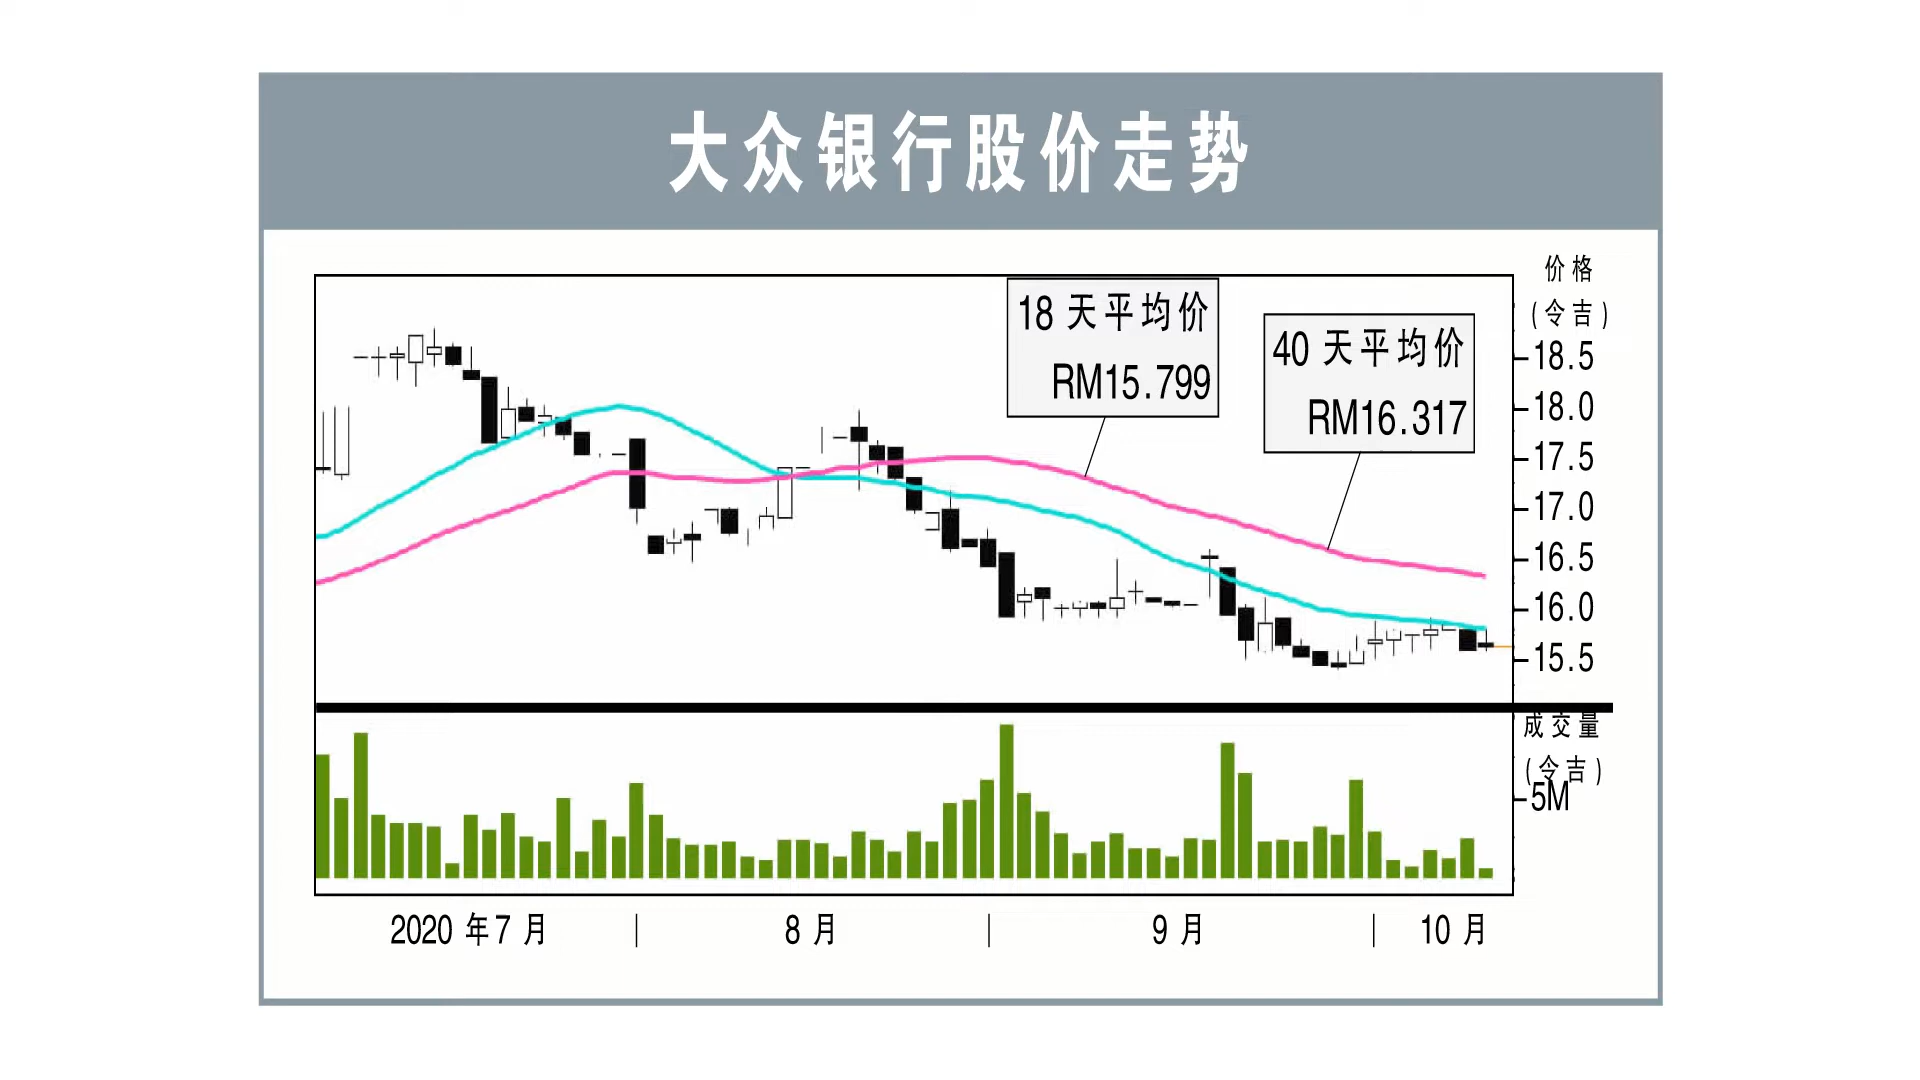 大众银行股价走势
18 天平均价
RM15.799
40 天平均价
RM16.317
价格
(令吉)
18.5
18.0
17.5
17.0
16.5
16.0
15.5
成交量
(令吉)
5M
2020 年7 月
8 月
9 月
10 月